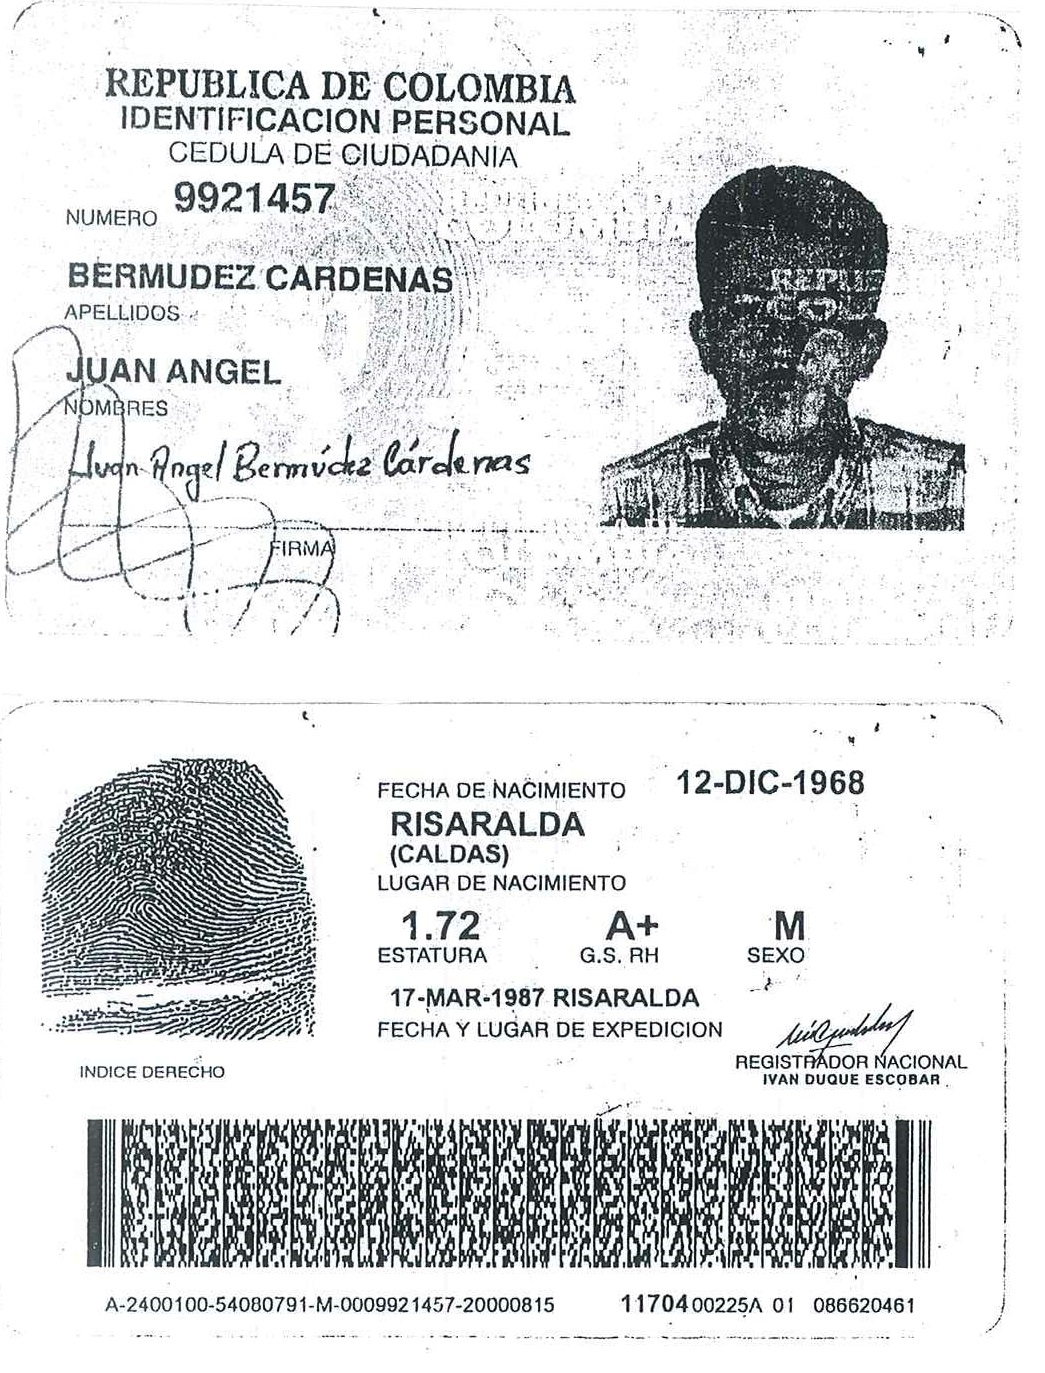 REPUBLICA DE COLOMBIA
IDENTIFICACION PERSONAL
CEDULA DE CIUDADANIA
NUMERO 9921457
BERMUDEZ CARDENAS
APELLIDOS
JUAN ANGEL
NOMBRES
Juan Angel Bermúdez Cárdenas
FIRMA
FECHA DE NACIMIENTO 12-DIC-1968
RISARALDA
(CALDAS)
LUGAR DE NACIMIENTO
1.72 A+ M
ESTATURA G.S. RH SEXO
17-MAR-1987 RISARALDA
FECHA Y LUGAR DE EXPEDICION
REGISTRADOR NACIONAL
IVAN DUQUE ESCOBAR
INDICE DERECHO
A-2400100-54080791-M-0009921457-20000815 1170400225A 01 086620461